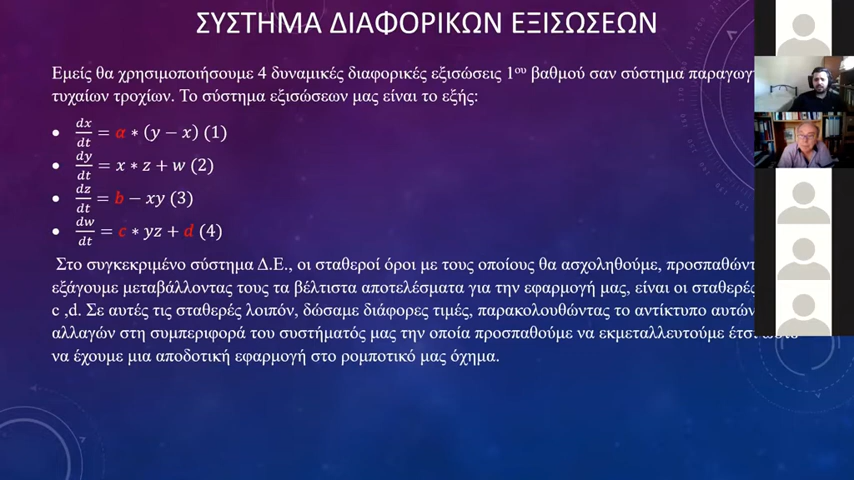 ΣΥΣΤΗΜΑ ΔΙΑΦΟΡΙΚΩΝ ΕΞΙΣΩΣΕΩΝ
Εμείς θα χρησιμοποιήσουμε 4 δυναμικές διαφορικές εξισώσεις 1ου βαθμού σαν σύστημα
τυχαίων τροχίων. Το σύστημα εξισώσεων μας είναι το εξής:
• dx/dt = a ∗ (y − x) (1)
• dy/dt = x ∗ z + w (2)
• dz/dt = b − xy (3)
• dw/dt = c ∗ yz + d (4)
Στο συγκεκριμένο σύστημα Δ.Ε., οι σταθεροί όροι με τους οποίους θα ασχοληθούμε,
εξάγουμε μεταβάλλοντας τους τα βέλτιστα αποτελέσματα για την εφαρμογή μας, είναι οι σταθερές
c ,d. Σε αυτές τις σταθερές λοιπόν, δώσαμε διάφορες τιμές, παρακολουθώντας το αντίκτυπο αυτών
αλλαγών στη συμπεριφορά του συστήματός μας την οποία προσπαθούμε να εκμεταλλευτούμε
να έχουμε μια αποδοτική εφαρμογή στο ρομποτικό μας όχημα.